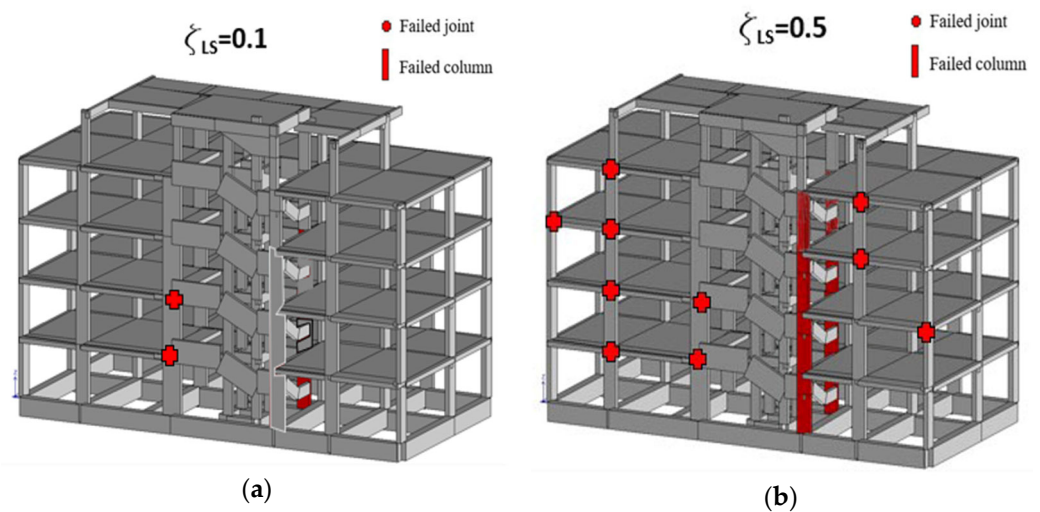 ζLS=0.1
Failed joint
Failed column
ζLS=0.5
Failed joint
Failed column
(a)
(b)